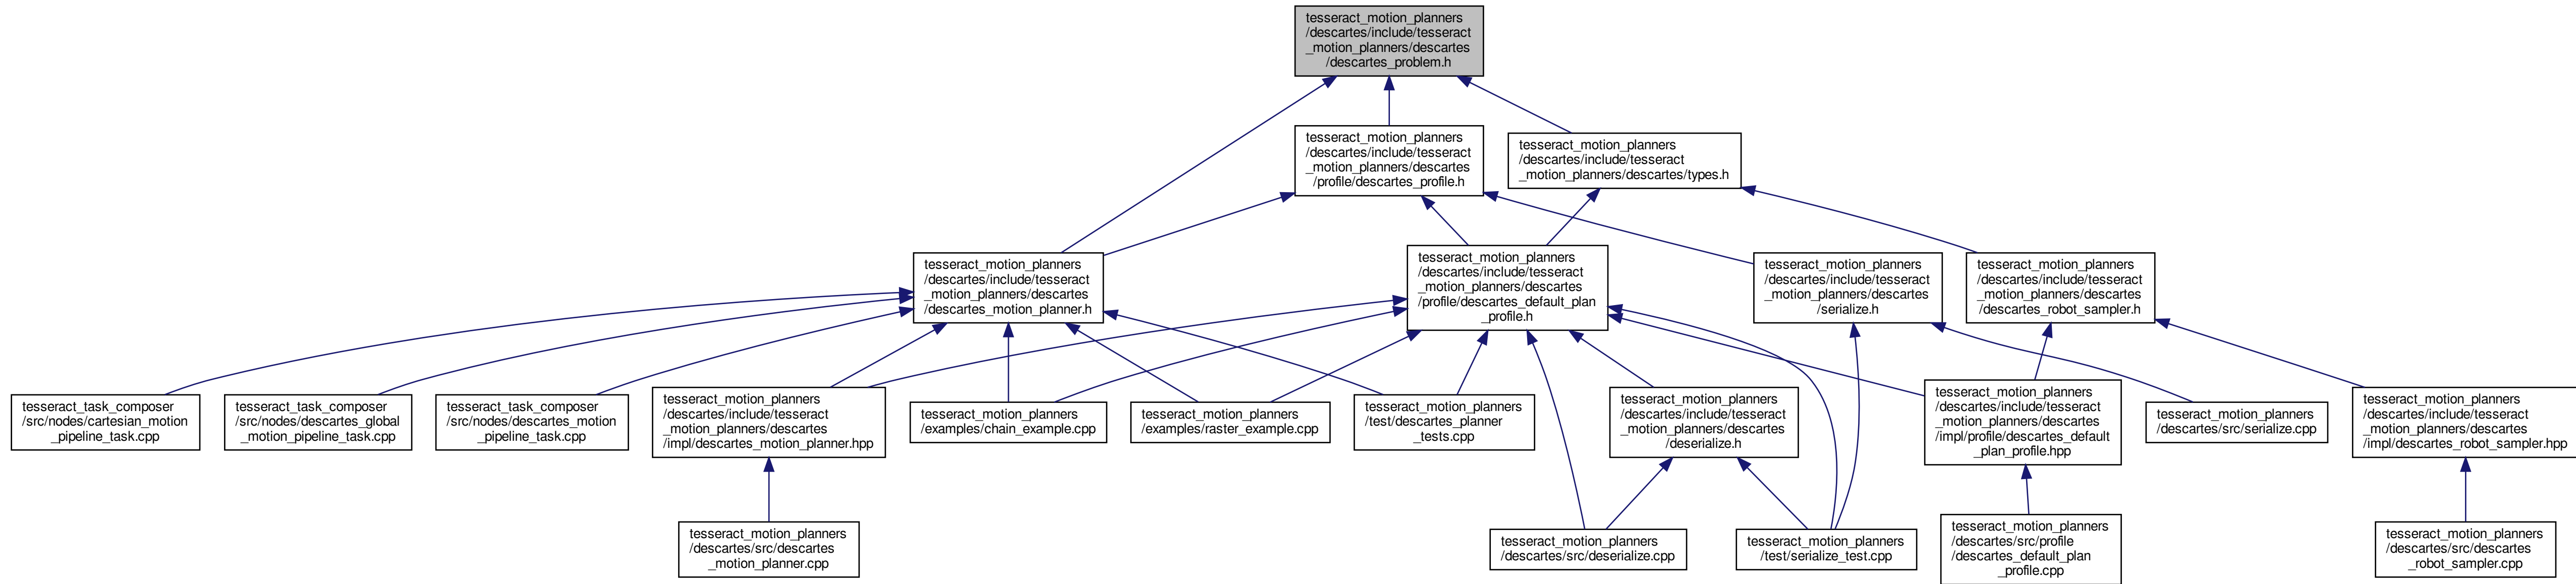 tesseract_motion_planners
/descartes/include/tesseract
_motion_planners/descartes
/descartes_problem.h
tesseract_motion_planners
/descartes/include/tesseract
_motion_planners/descartes
/profile/descartes_profile.h
tesseract_motion_planners
/descartes/include/tesseract
_motion_planners/descartes/types.h
tesseract_motion_planners
/descartes/include/tesseract
_motion_planners/descartes
/descartes_motion_planner.h
tesseract_motion_planners
/descartes/include/tesseract
_motion_planners/descartes
/profile/descartes_default_plan
_profile.h
tesseract_motion_planners
/descartes/include/tesseract
_motion_planners/descartes
/serialize.h
tesseract_motion_planners
/descartes/include/tesseract
_motion_planners/descartes
/descartes_robot_sampler.h
tesseract_task_composer
/src/nodes/cartesian_motion
_pipeline_task.cpp
tesseract_task_composer
/src/nodes/descartes_global
_motion_pipeline_task.cpp
tesseract_task_composer
/src/nodes/descartes_motion
_pipeline_task.cpp
tesseract_motion_planners
/descartes/include/tesseract
_motion_planners/descartes
/impl/descartes_motion_planner.hpp
tesseract_motion_planners
/examples/chain_example.cpp
tesseract_motion_planners
/examples/raster_example.cpp
tesseract_motion_planners
/test/descartes_planner
_tests.cpp
tesseract_motion_planners
/descartes/include/tesseract
_motion_planners/descartes
/deserialize.h
tesseract_motion_planners
/descartes/include/tesseract
_motion_planners/descartes
/impl/profile/descartes_default
_plan_profile.hpp
tesseract_motion_planners
/descartes/src/serialize.cpp
tesseract_motion_planners
/descartes/include/tesseract
_motion_planners/descartes
/impl/descartes_robot_sampler.hpp
tesseract_motion_planners
/descartes/src/descartes
_motion_planner.cpp
tesseract_motion_planners
/descartes/src/deserialize.cpp
tesseract_motion_planners
/test/serialize_test.cpp
tesseract_motion_planners
/descartes/src/profile
/descartes_default_plan
_profile.cpp
tesseract_motion_planners
/descartes/src/descartes
_robot_sampler.cpp